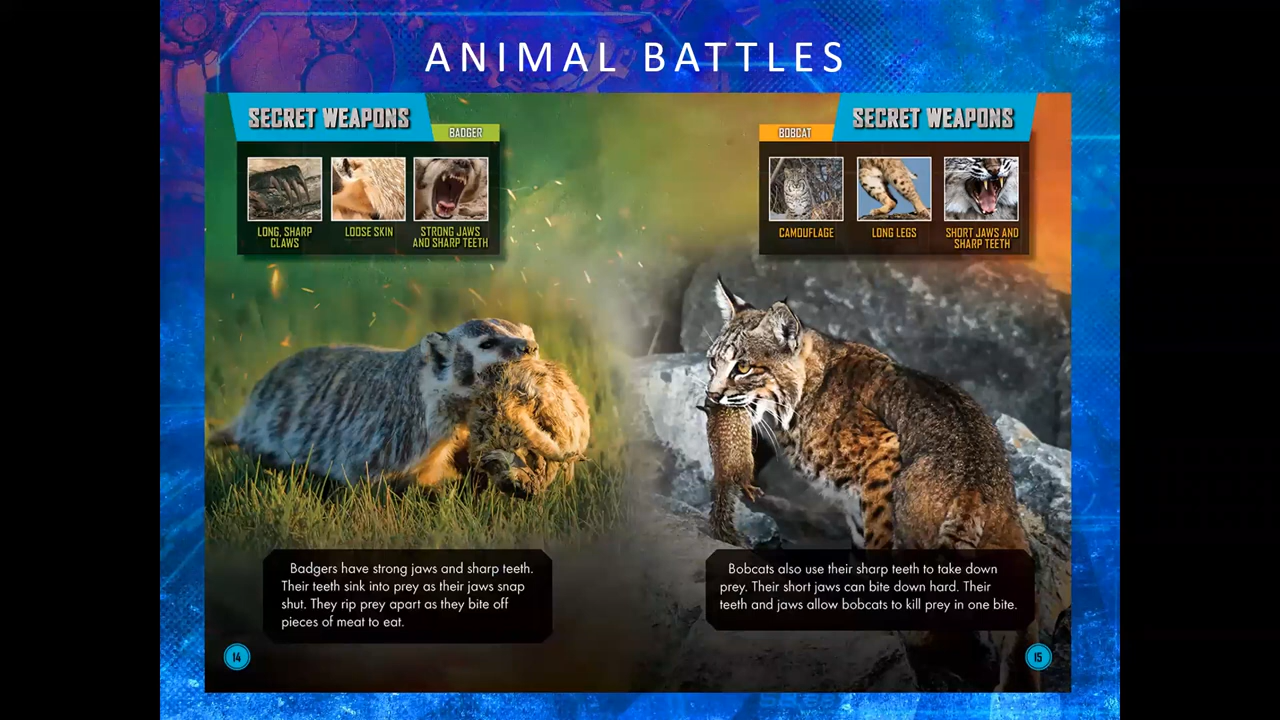 ANIMAL BATTLES
SECRET WEAPONS
BADGER
LONG, SHARP
CLAWS
LOOSE SKIN
STRONG JAWS
AND SHARP TEETH
Badgers have strong jaws and sharp teeth.
Their teeth sink into prey as their jaws snap
shut. They rip prey apart as they bite off
pieces of meat to eat.
14
SECRET WEAPONS
BOBCAT
CAMOUFLAGE
LONG LEGS
SHORT JAWS AND
SHARP TEETH
Bobcats also use their sharp teeth to take down
prey. Their short jaws can bite down hard. Their
teeth and jaws allow bobcats to kill prey in one bite.
15